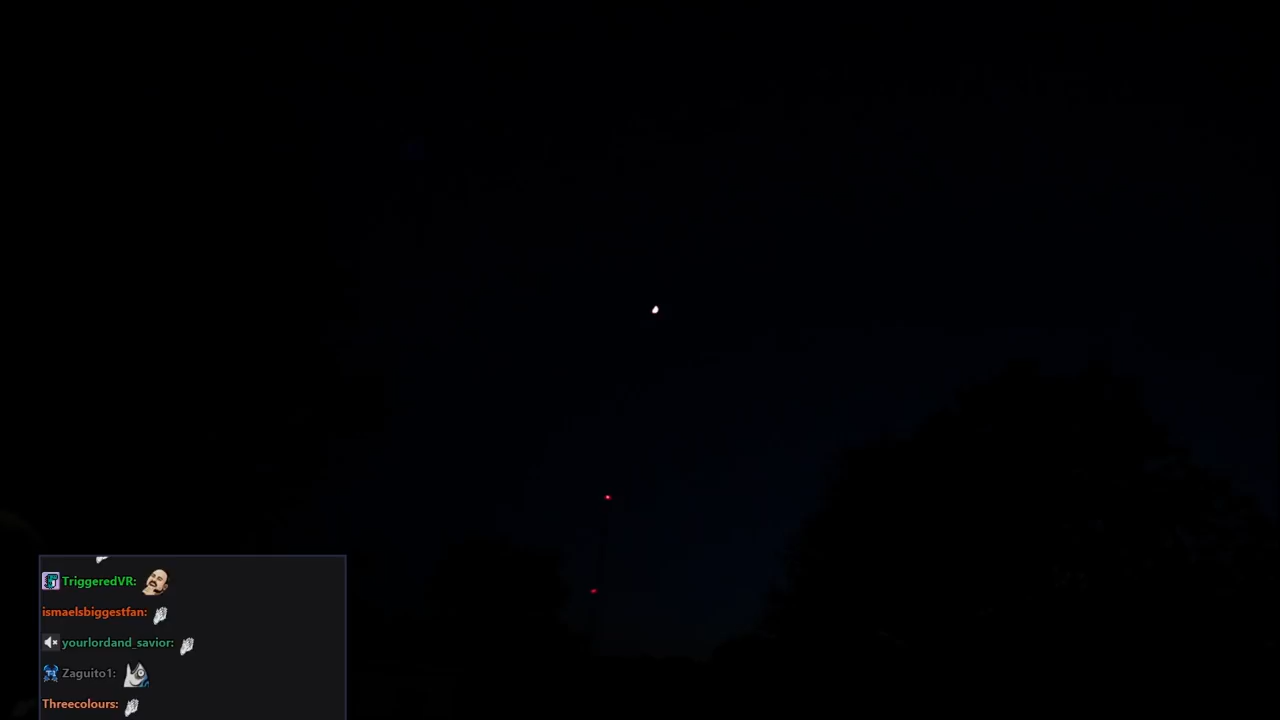 TriggeredVR:
ismaelsbiggestfan:
yourlordand_savior:
Zaguito1:
Threecolours: